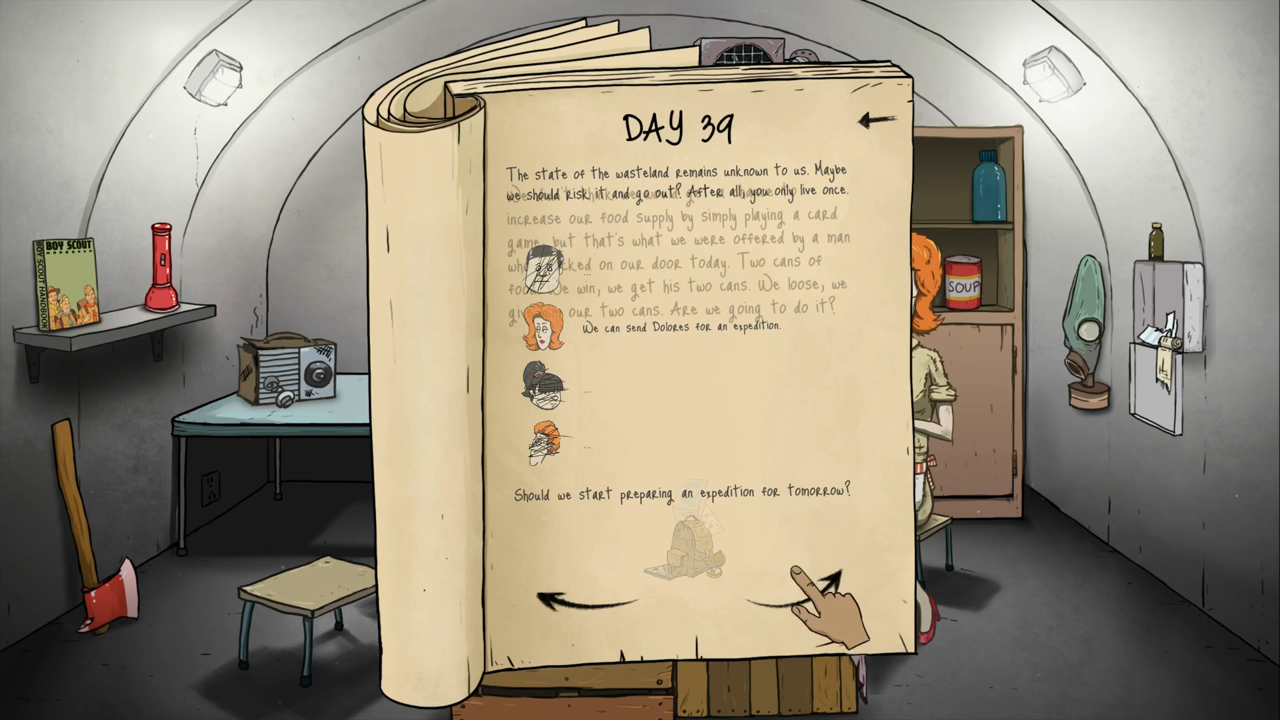 BOY SCOUT
BOY SCOUT HANDBOOK
SOUP
DAY 39
The state of the wasteland remains unknown to us. Maybe
we should risk it and go out? After all, you only live once.
increase our food supply by simply playing a card
game, but that's what we were offered by a man
who knocked on our door today. Two cans of
food. We win, we get his two cans. We loose, we
our two cans. Are we going to do it?
...
We can send Dolores for an expedition.
...
...
Should we start preparing an expedition for tomorrow?